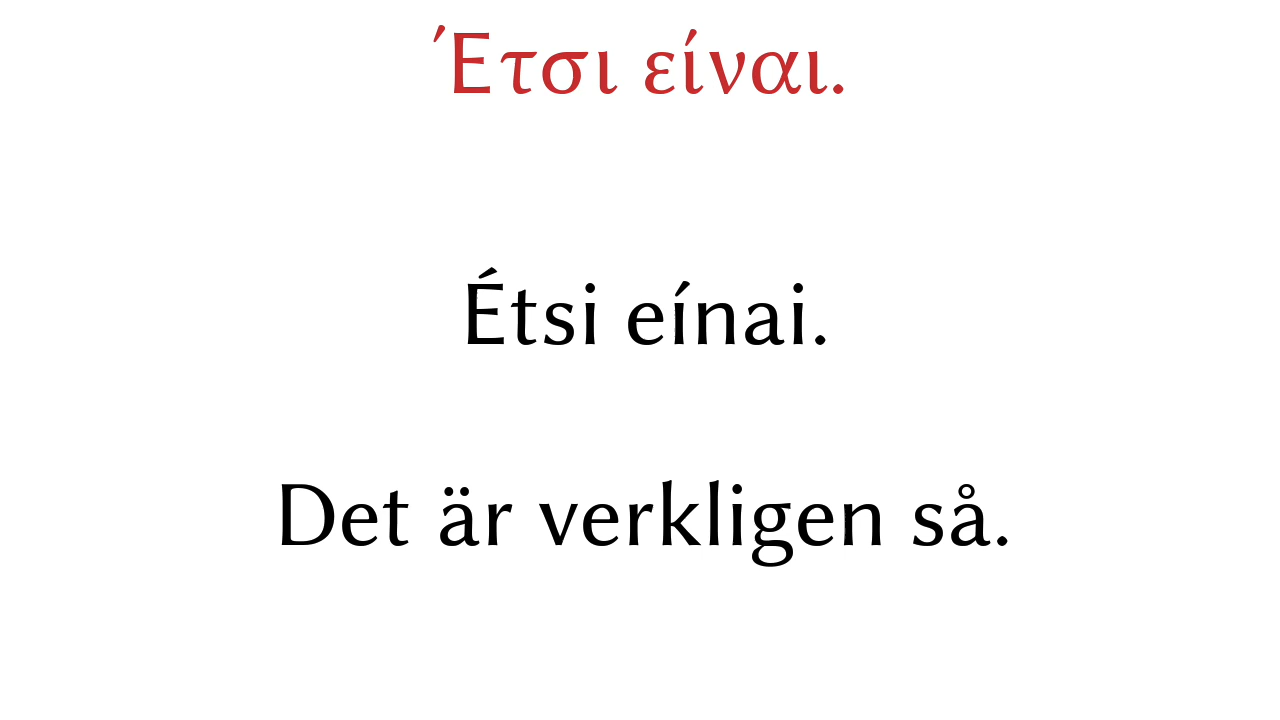 Έτσι είναι.
Étsi eínai.
Det är verkligen så.